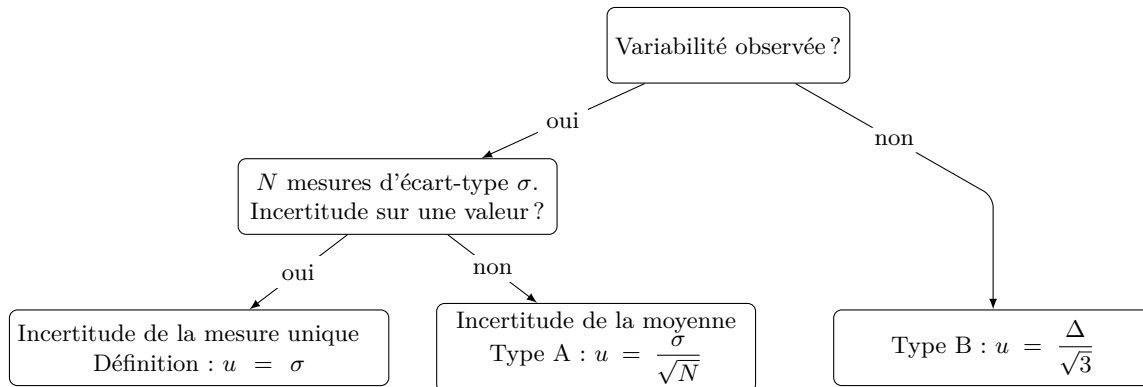 Variabilité observée ?
oui
non
N mesures d'écart-type σ.
Incertitude sur une valeur ?
oui
non
Incertitude de la mesure unique
Définition : u = σ
Incertitude de la moyenne
Type A : u = σ/√N
Type B : u = Δ/√3